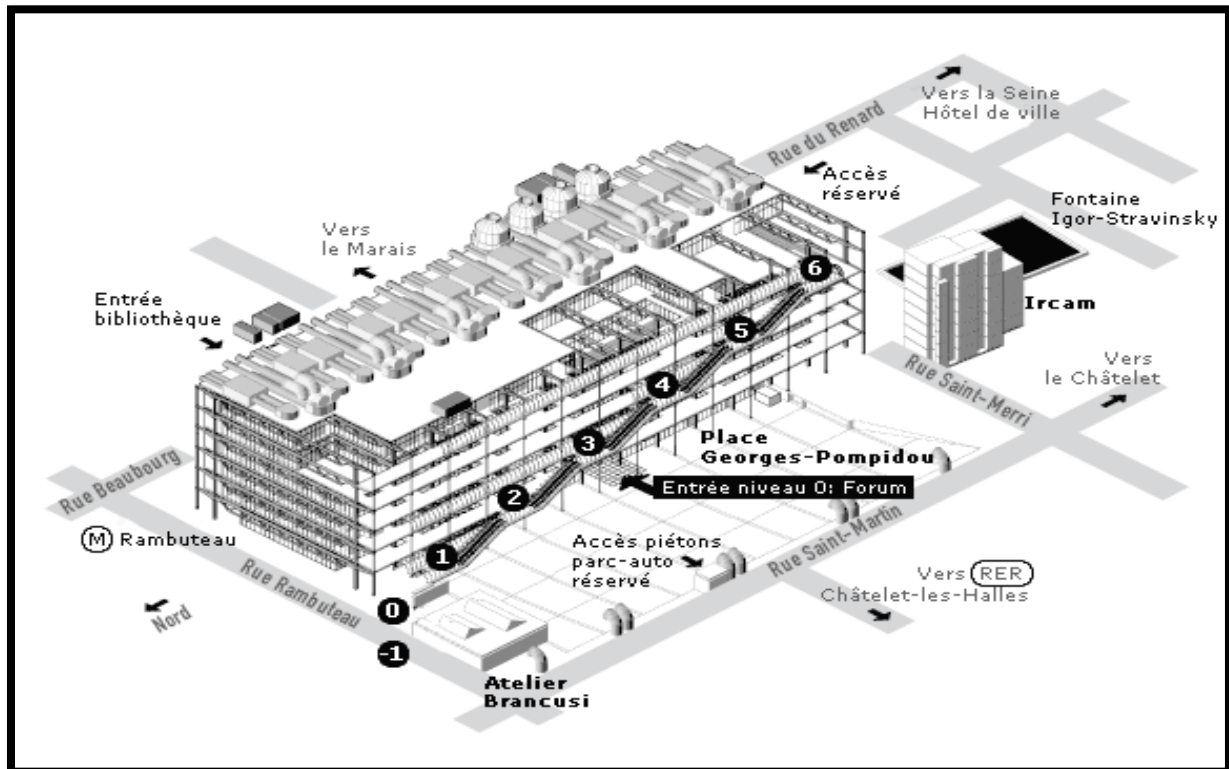 Vers la Seine
Hôtel de ville
Rue du Renard
Accès
réservé
Fontaine
Igor-Stravinsky
Vers
le Marais
6
Entrée
bibliothèque
Ircam
5
Vers
le Châtelet
Rue Saint-Merri
4
Place
Georges-Pompidou
3
Rue Beaubourg
Entrée niveau 0: Forum
2
M Rambuteau
1
Accès piétons
parc-auto
réservé
Rue Saint-Martin
Vers RER
Châtelet-les-Halles
Rue Rambuteau
Nord
0
-1
Atelier
Brancusi